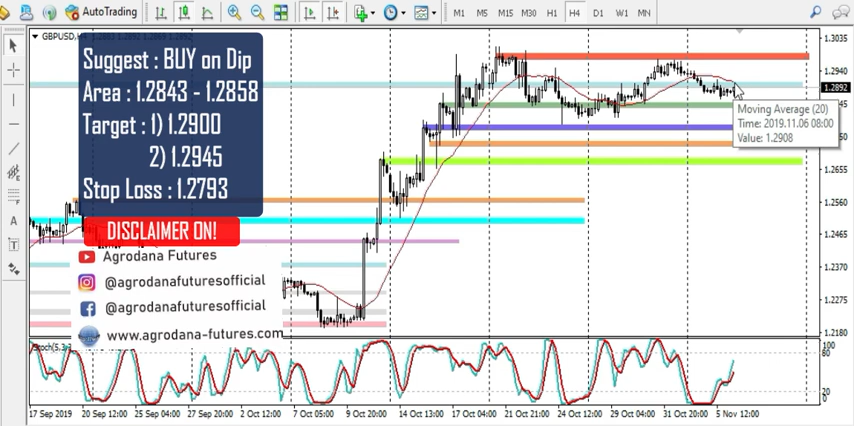 AutoTrading
M1 M5 M15 M30 H1 H4 D1 W1 MN
GBPUSD,H4
Suggest : BUY on Dip
Area : 1.2843 - 1.2858
Target : 1) 1.2900
2) 1.2945
Stop Loss : 1.2793
DISCLAIMER ON!
Agrodana Futures
@agrodanafuturesofficial
@agrodanafuturesofficial
www.agrodana-futures.com
Moving Average (20)
Time: 2019.11.06 08:00
Value: 1.2908
1.3035
1.2940
1.2892
1.2655
1.2560
1.2465
1.2370
1.2275
1.2180
100
80
20
0
17 Sep 2019 20 Sep 12:00 25 Sep 04:00 27 Sep 20:00 2 Oct 12:00 7 Oct 05:00 9 Oct 20:00 14 Oct 13:00 17 Oct 04:00 21 Oct 21:00 24 Oct 12:00 29 Oct 04:00 31 Oct 20:00 5 Nov 12:00